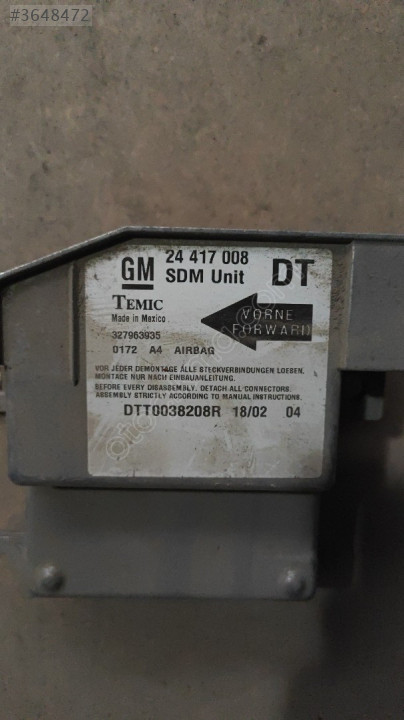 #3648472
24 417 008
GM SDM Unit DT
TEMIC
Made in Mexico
VORNE
FORWARD
327963935
0172 A4 AIRBAG
VOR JEDER DEMONTAGE ALLE STECKVERBINDUNGEN LOESEN.
MONTAGE NUR NACH EINBAUANLEITUNG.
BEFORE EVERY DISASSEMBLY, DETACH ALL CONNECTORS.
ASSEMBLY STRICTLY ACCORDING TO MANUAL INSTRUCTIONS.
DTT0038208R 18/02 04